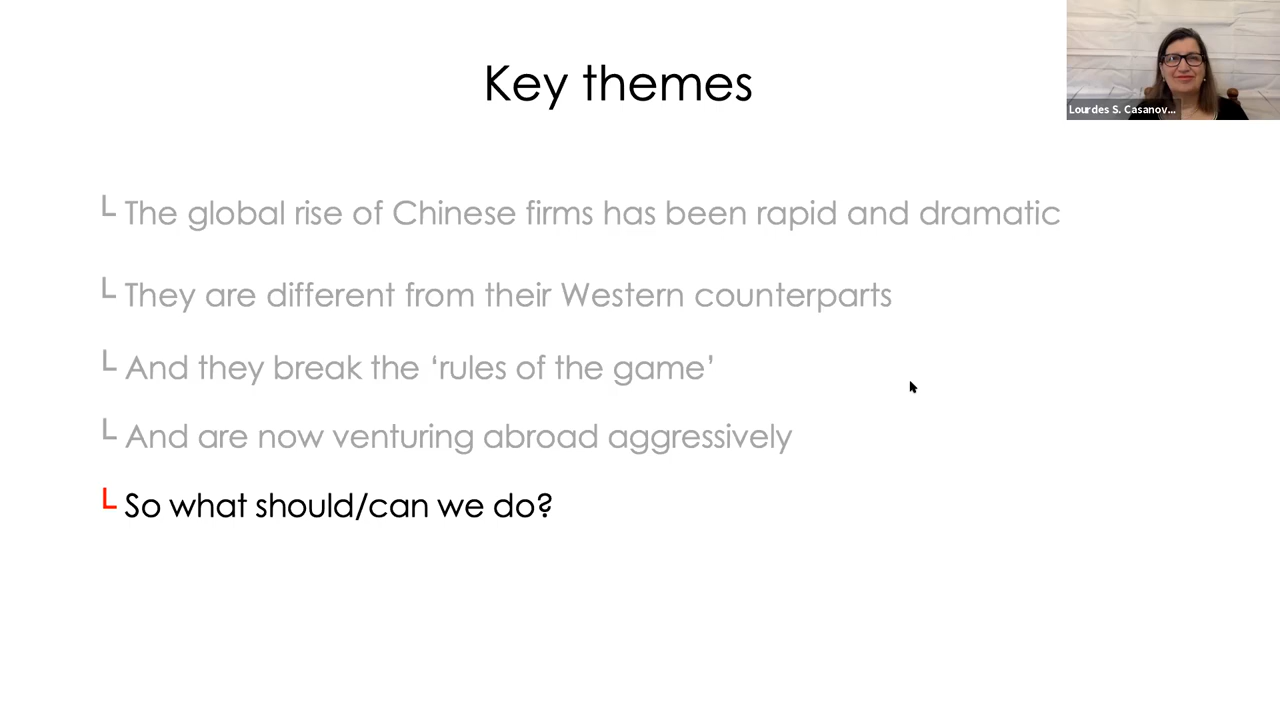 Key themes
Lourdes S. Casanov...
└ The global rise of Chinese firms has been rapid and dramatic
└ They are different from their Western counterparts
└ And they break the ‘rules of the game’
└ And are now venturing abroad aggressively
└ So what should/can we do?